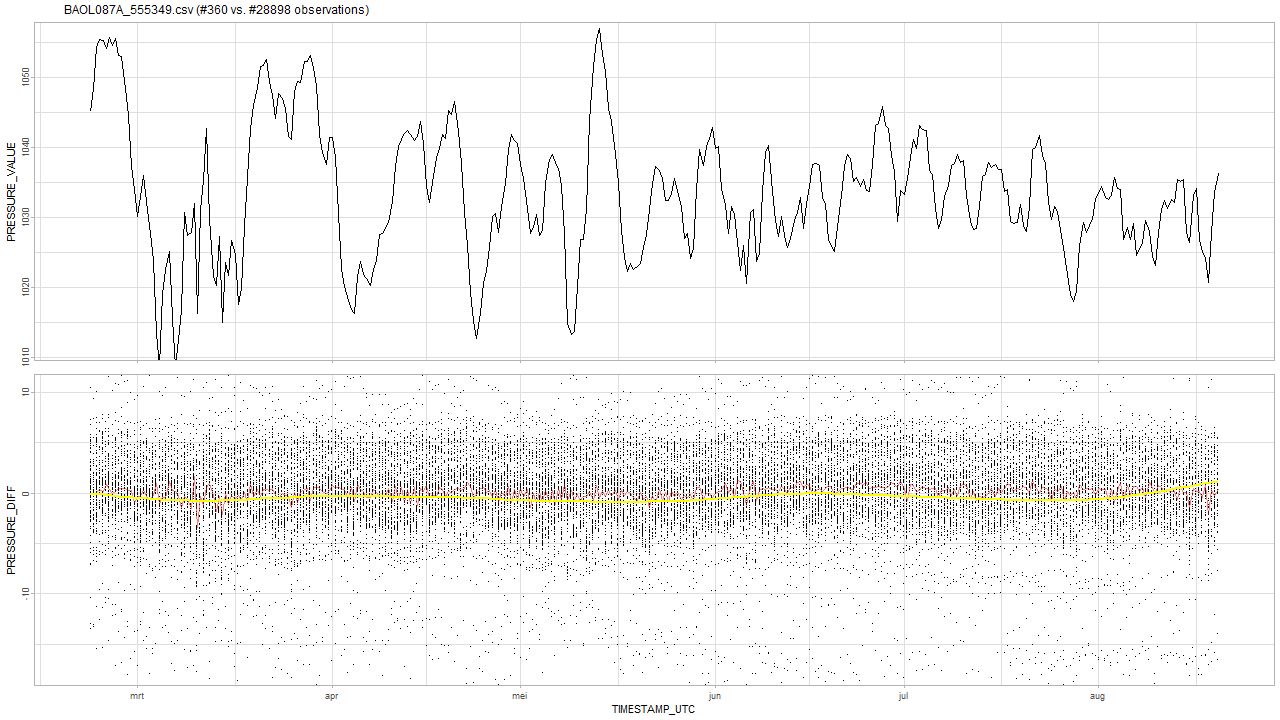 BAOL087A_555349.csv (#360 vs. #28898 observations)
PRESSURE_VALUE
1050
1040
1030
1020
1010
PRESSURE_DIFF
10
0
-10
mrt apr mei jun jul aug
TIMESTAMP_UTC